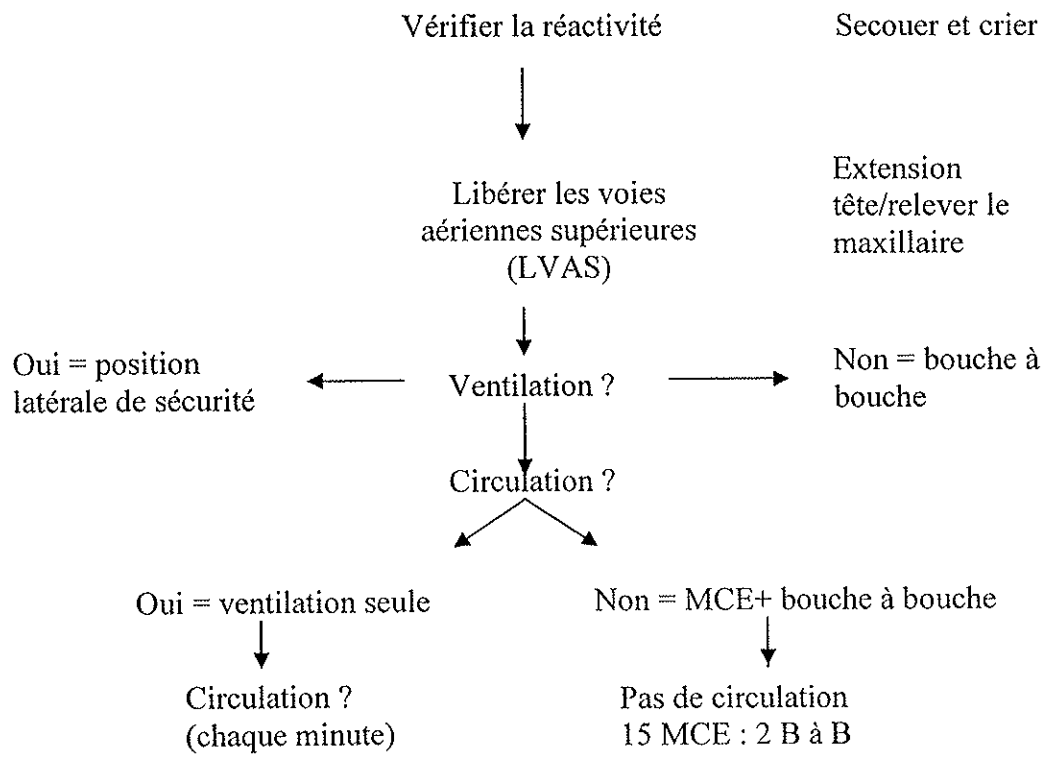 Vérifier la réactivité
Secouer et crier
Libérer les voies
aériennes supérieures
(LVAS)
Extension
tête/relever le
maxillaire
Oui = position
latérale de sécurité
Ventilation ?
Non = bouche à
bouche
Circulation ?
Oui = ventilation seule
Non = MCE+ bouche à bouche
Circulation ?
(chaque minute)
Pas de circulation
15 MCE : 2 B à B